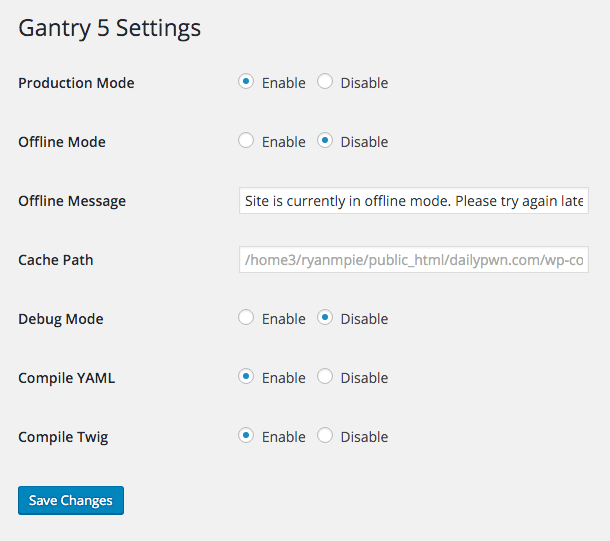 Gantry 5 Settings
Production Mode Enable Disable
Offline Mode Enable Disable
Offline Message Site is currently in offline mode. Please try again late
Cache Path /home3/ryanmpie/public_html/dailypwn.com/wp-co
Debug Mode Enable Disable
Compile YAML Enable Disable
Compile Twig Enable Disable
Save Changes